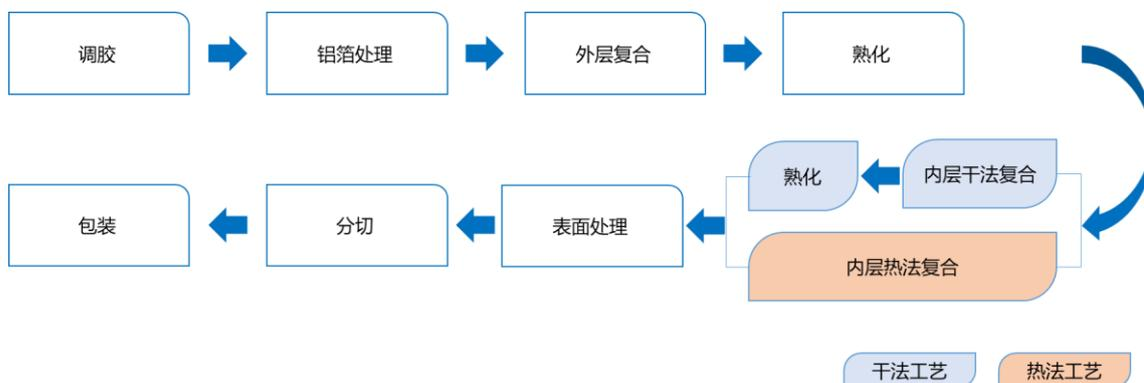 调胶
铝箔处理
外层复合
熟化
熟化
内层干法复合
包装
分切
表面处理
内层热法复合
干法工艺
热法工艺